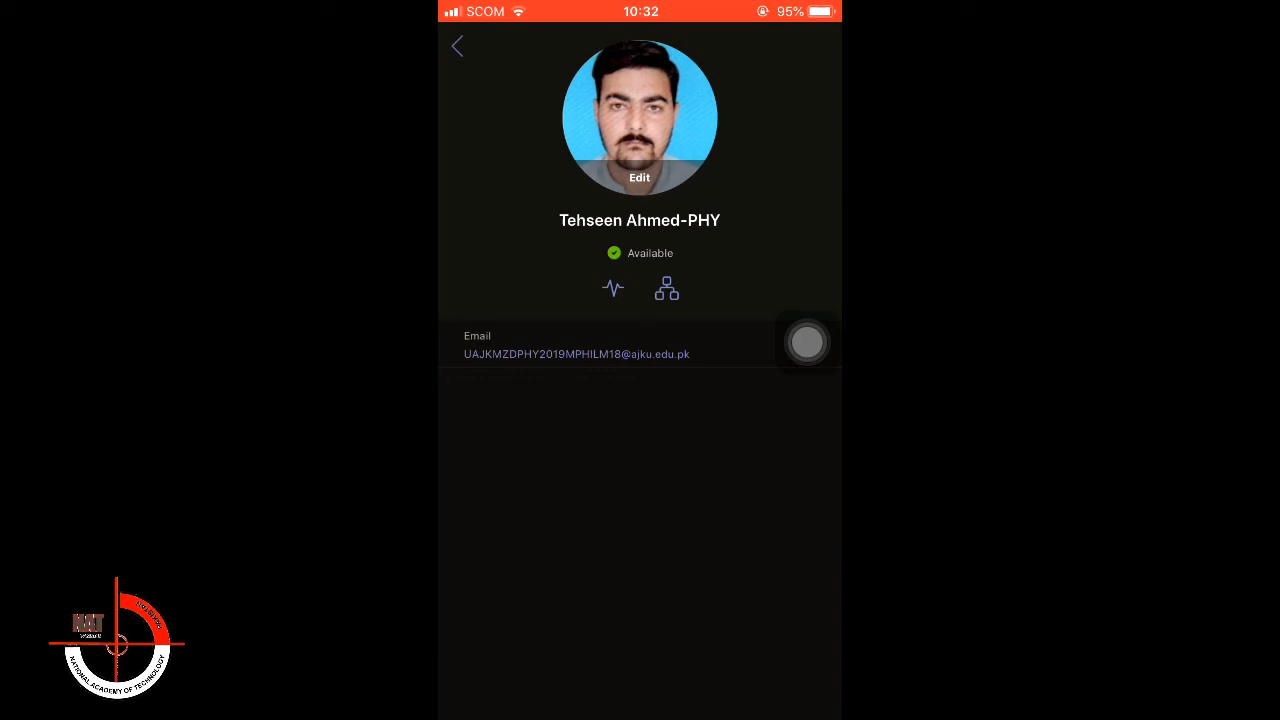 SCOM
10:32
95%
Edit
Tehseen Ahmed-PHY
Available
Email
UAJKMZDPHY2019MPHILM18@ajku.edu.pk
NAT
NATIONAL ACADEMY OF TECHNOLOGY